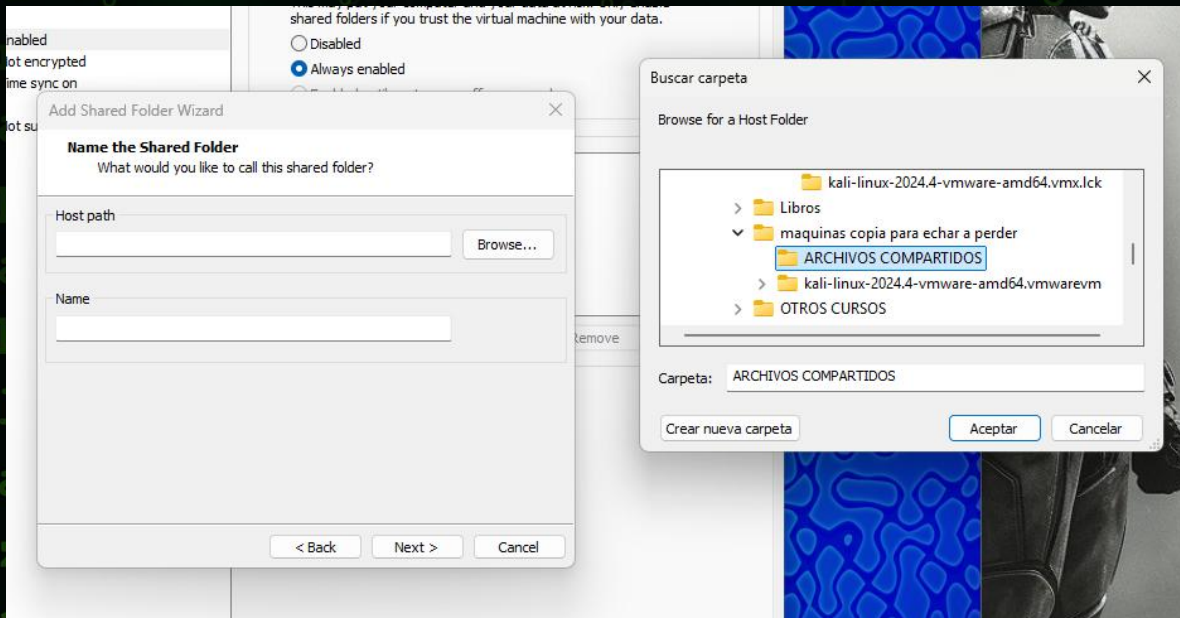 shared folders if you trust the virtual machine with your data.
Disabled
Always enabled
nabled
ot encrypted
ime sync on
ot su
Add Shared Folder Wizard
Name the Shared Folder
What would you like to call this shared folder?
Host path
Browse...
Name
Remove
< Back
Next >
Cancel
Buscar carpeta
Browse for a Host Folder
kali-linux-2024.4-vmware-amd64.vmx.lck
Libros
maquinas copia para echar a perder
ARCHIVOS COMPARTIDOS
kali-linux-2024.4-vmware-amd64.vmwarevm
OTROS CURSOS
Carpeta:
ARCHIVOS COMPARTIDOS
Crear nueva carpeta
Aceptar
Cancelar